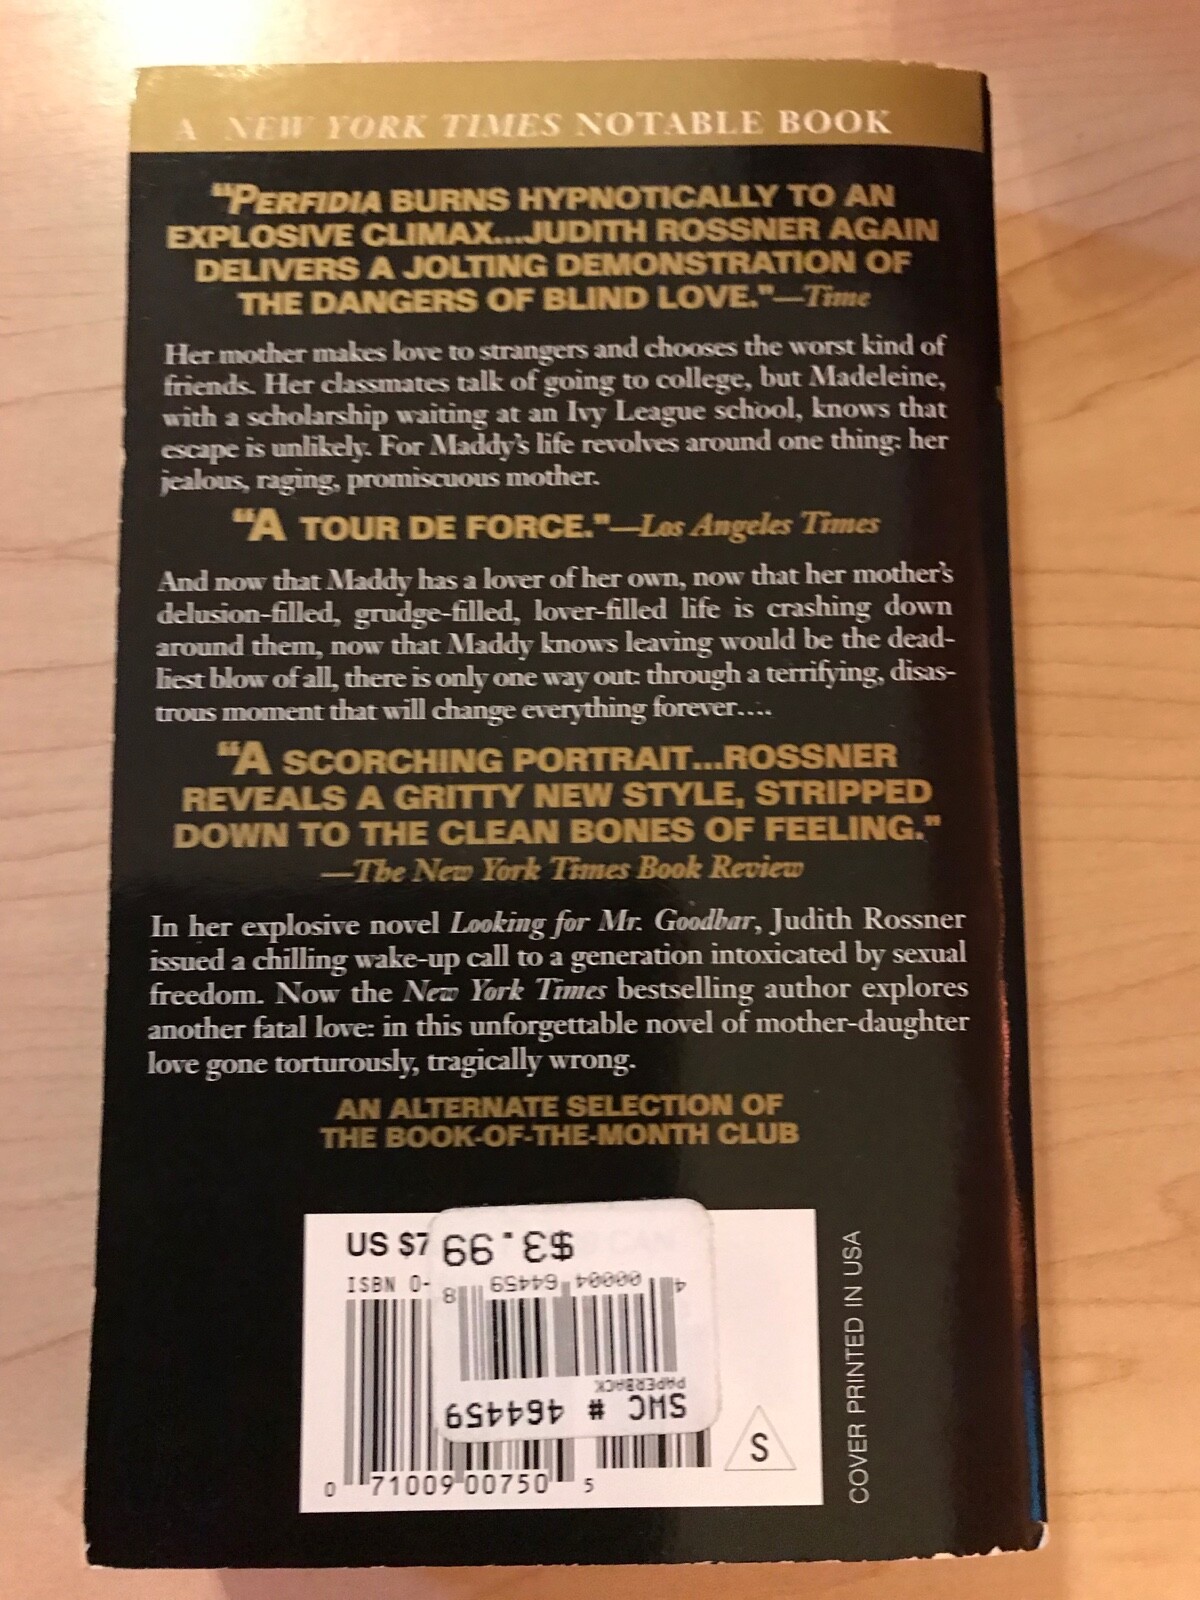 A NEW YORK TIMES NOTABLE BOOK
"PERFIDIA BURNS HYPNOTICALLY TO AN
EXPLOSIVE CLIMAX...JUDITH ROSSNER AGAIN
DELIVERS A JOLTING DEMONSTRATION OF
THE DANGERS OF BLIND LOVE."—Time
Her mother makes love to strangers and chooses the worst kind of
friends. Her classmates talk of going to college, but Madeleine,
with a scholarship waiting at an Ivy League school, knows that
escape is unlikely. For Maddy's life revolves around one thing: her
jealous, raging, promiscuous mother.
"A TOUR DE FORCE."—Los Angeles Times
And now that Maddy has a lover of her own, now that her mother's
delusion-filled, grudge-filled, lover-filled life is crashing down
around them, now that Maddy knows leaving would be the dead-
liest blow of all, there is only one way out: through a terrifying, disas-
trous moment that will change everything forever....
"A SCORCHING PORTRAIT...ROSSNER
REVEALS A GRITTY NEW STYLE, STRIPPED
DOWN TO THE CLEAN BONES OF FEELING."
—The New York Times Book Review
In her explosive novel Looking for Mr. Goodbar, Judith Rossner
issued a chilling wake-up call to a generation intoxicated by sexual
freedom. Now the New York Times bestselling author explores
another fatal love: in this unforgettable novel of mother-daughter
love gone torturously, tragically wrong.
AN ALTERNATE SELECTION OF
THE BOOK-OF-THE-MONTH CLUB
US $7
ISBN 0-
SWC # 464459
PAPERBACK
4 00004 64459 8
$3.99
0 71009 00750 5
S
COVER PRINTED IN USA